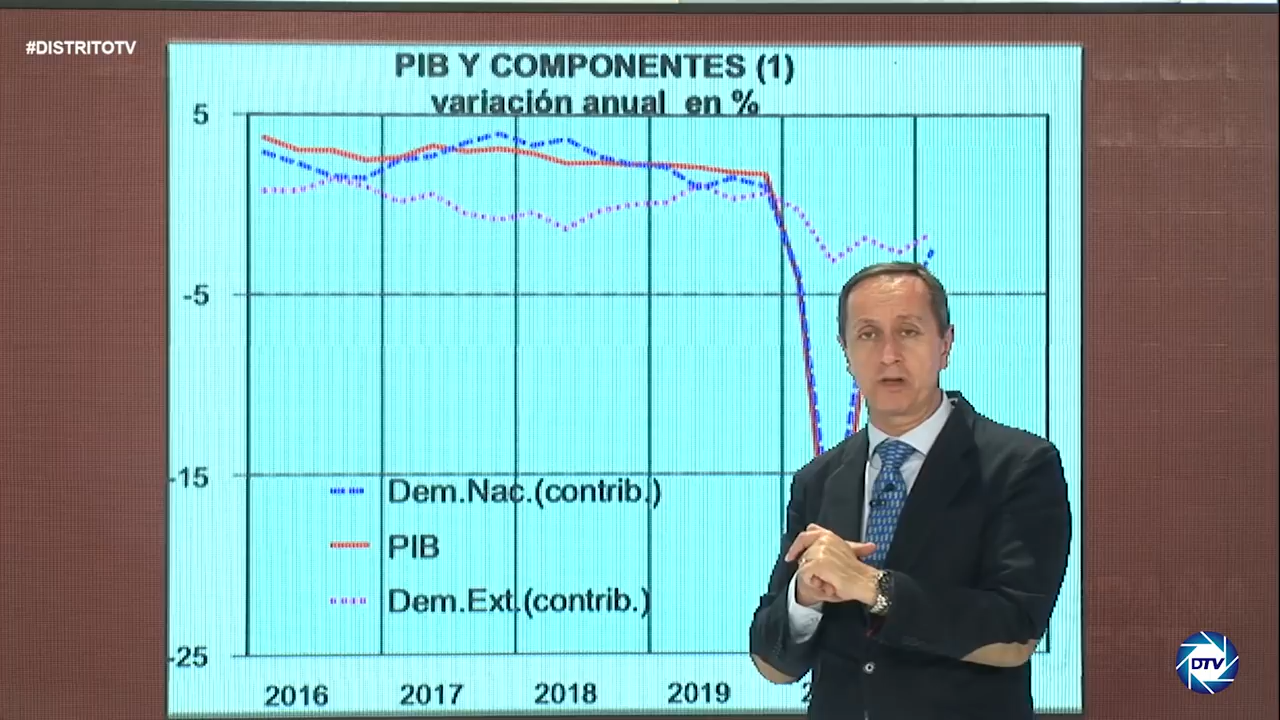 #DISTRITOTV
PIB Y COMPONENTES (1)
variación anual en %
5
-5
-15
-25
Dem.Nac.(contrib.)
PIB
Dem.Ext.(contrib.)
2016 2017 2018 2019
DTV